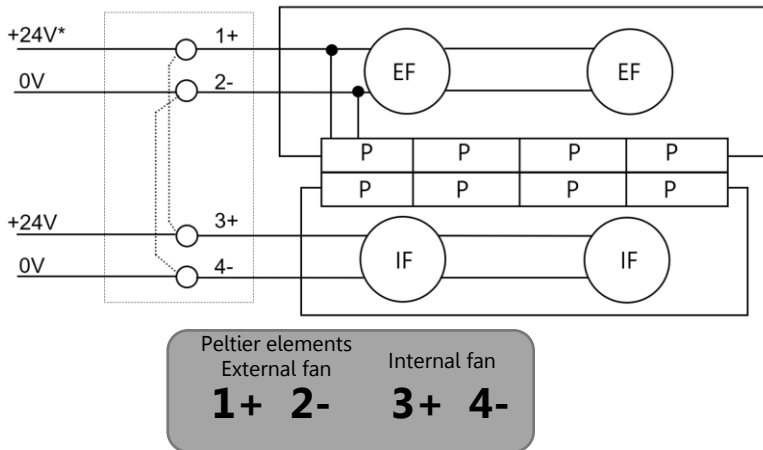 +24V* 1+
0V 2-
EF EF
P P P P
P P P P
+24V 3+
0V 4-
IF IF
Peltier elements
External fan
Internal fan
1+ 2- 3+ 4-